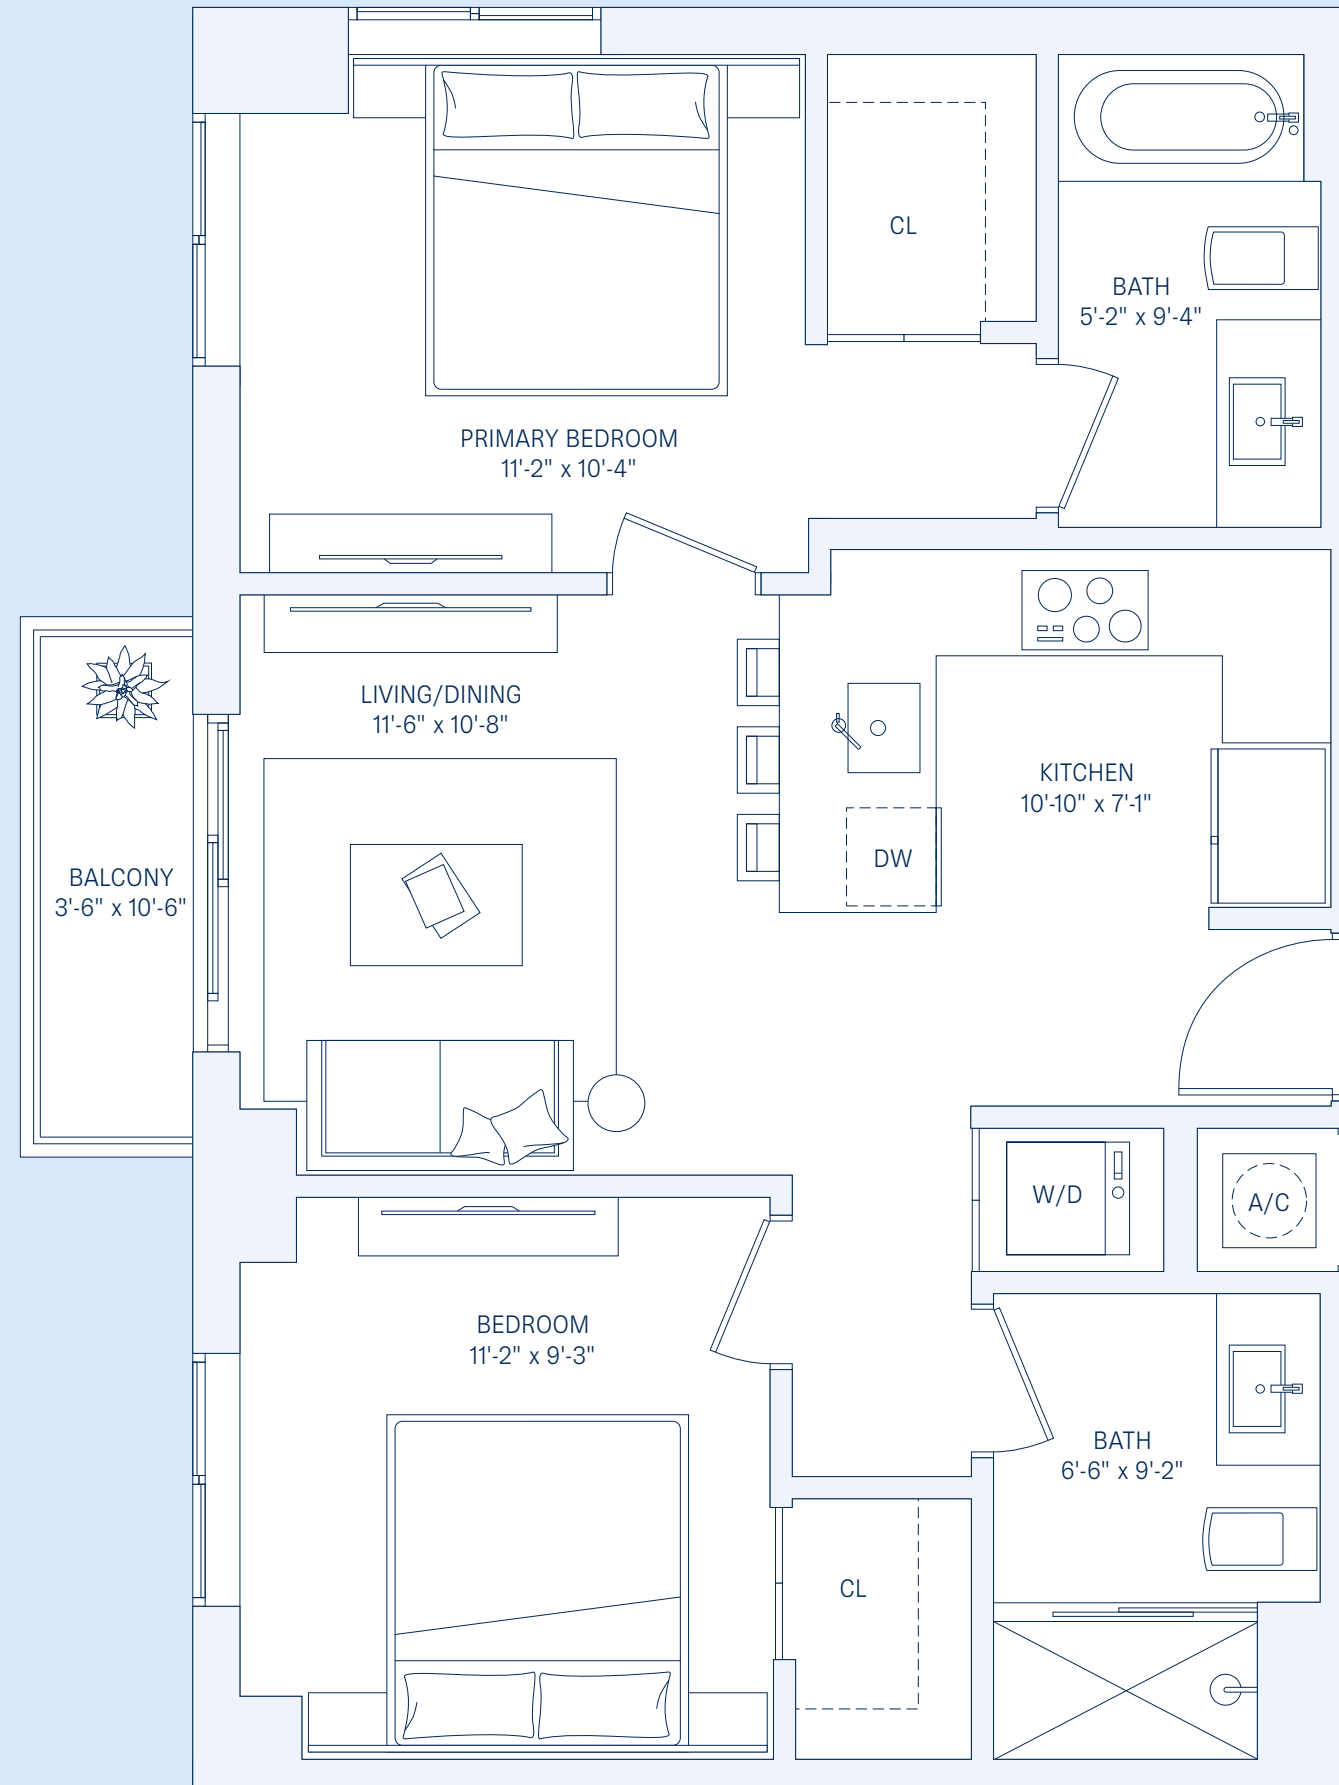 CL
BATH
5'-2" x 9'-4"
PRIMARY BEDROOM
11'-2" x 10'-4"
LIVING/DINING
11'-6" x 10'-8"
KITCHEN
10'-10" x 7'-1"
DW
BALCONY
3'-6" x 10'-6"
W/D
A/C
BEDROOM
11'-2" x 9'-3"
BATH
6'-6" x 9'-2"
CL